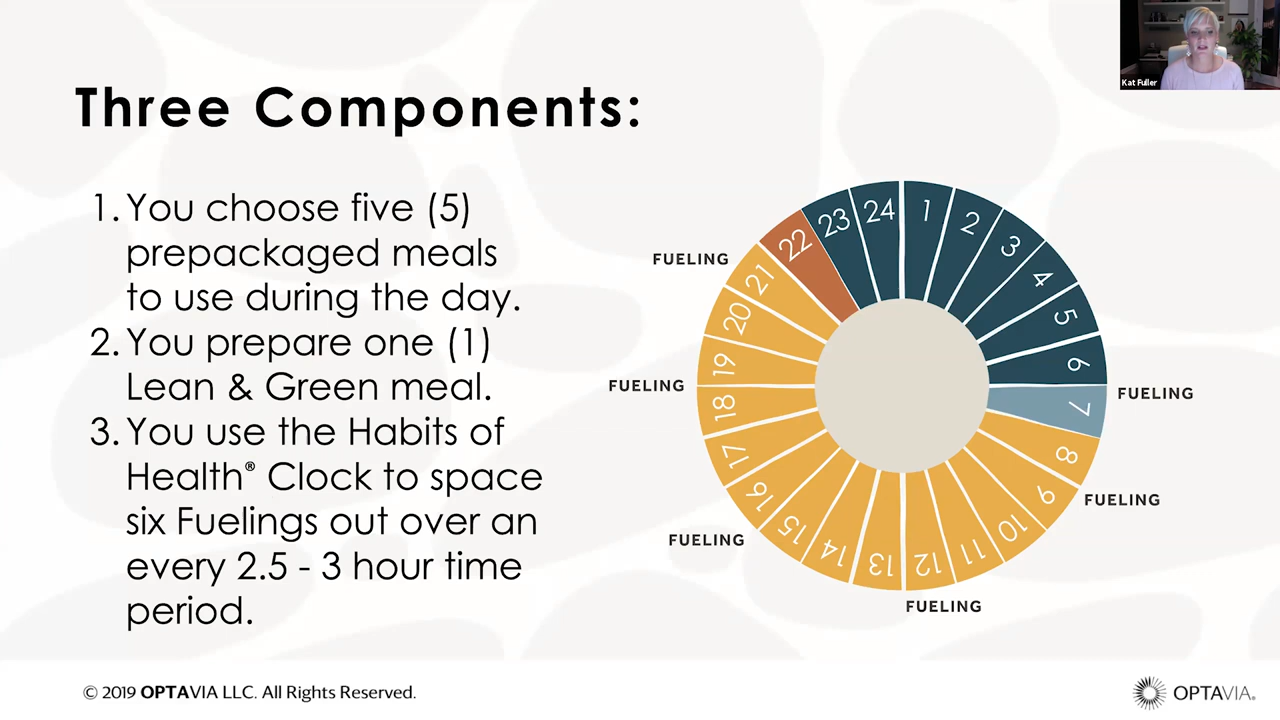 Kat Fuller
Three Components:
1. You choose five (5)
prepackaged meals
to use during the day.
2. You prepare one (1)
Lean & Green meal.
3. You use the Habits of
Health® Clock to space
six Fuelings out over an
every 2.5 - 3 hour time
period.
1
2
3
4
5
6
7
8
9
10
11
12
13
14
15
16
17
18
19
20
21
22
23
24
FUELING
FUELING
FUELING
FUELING
FUELING
FUELING
© 2019 OPTAVIA LLC. All Rights Reserved.
OPTAVIA®